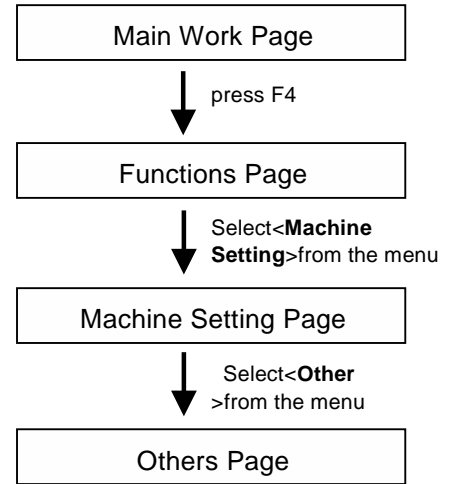 Main Work Page
press F4
Functions Page
Select<Machine
Setting>from the menu
Machine Setting Page
Select<Other
>from the menu
Others Page